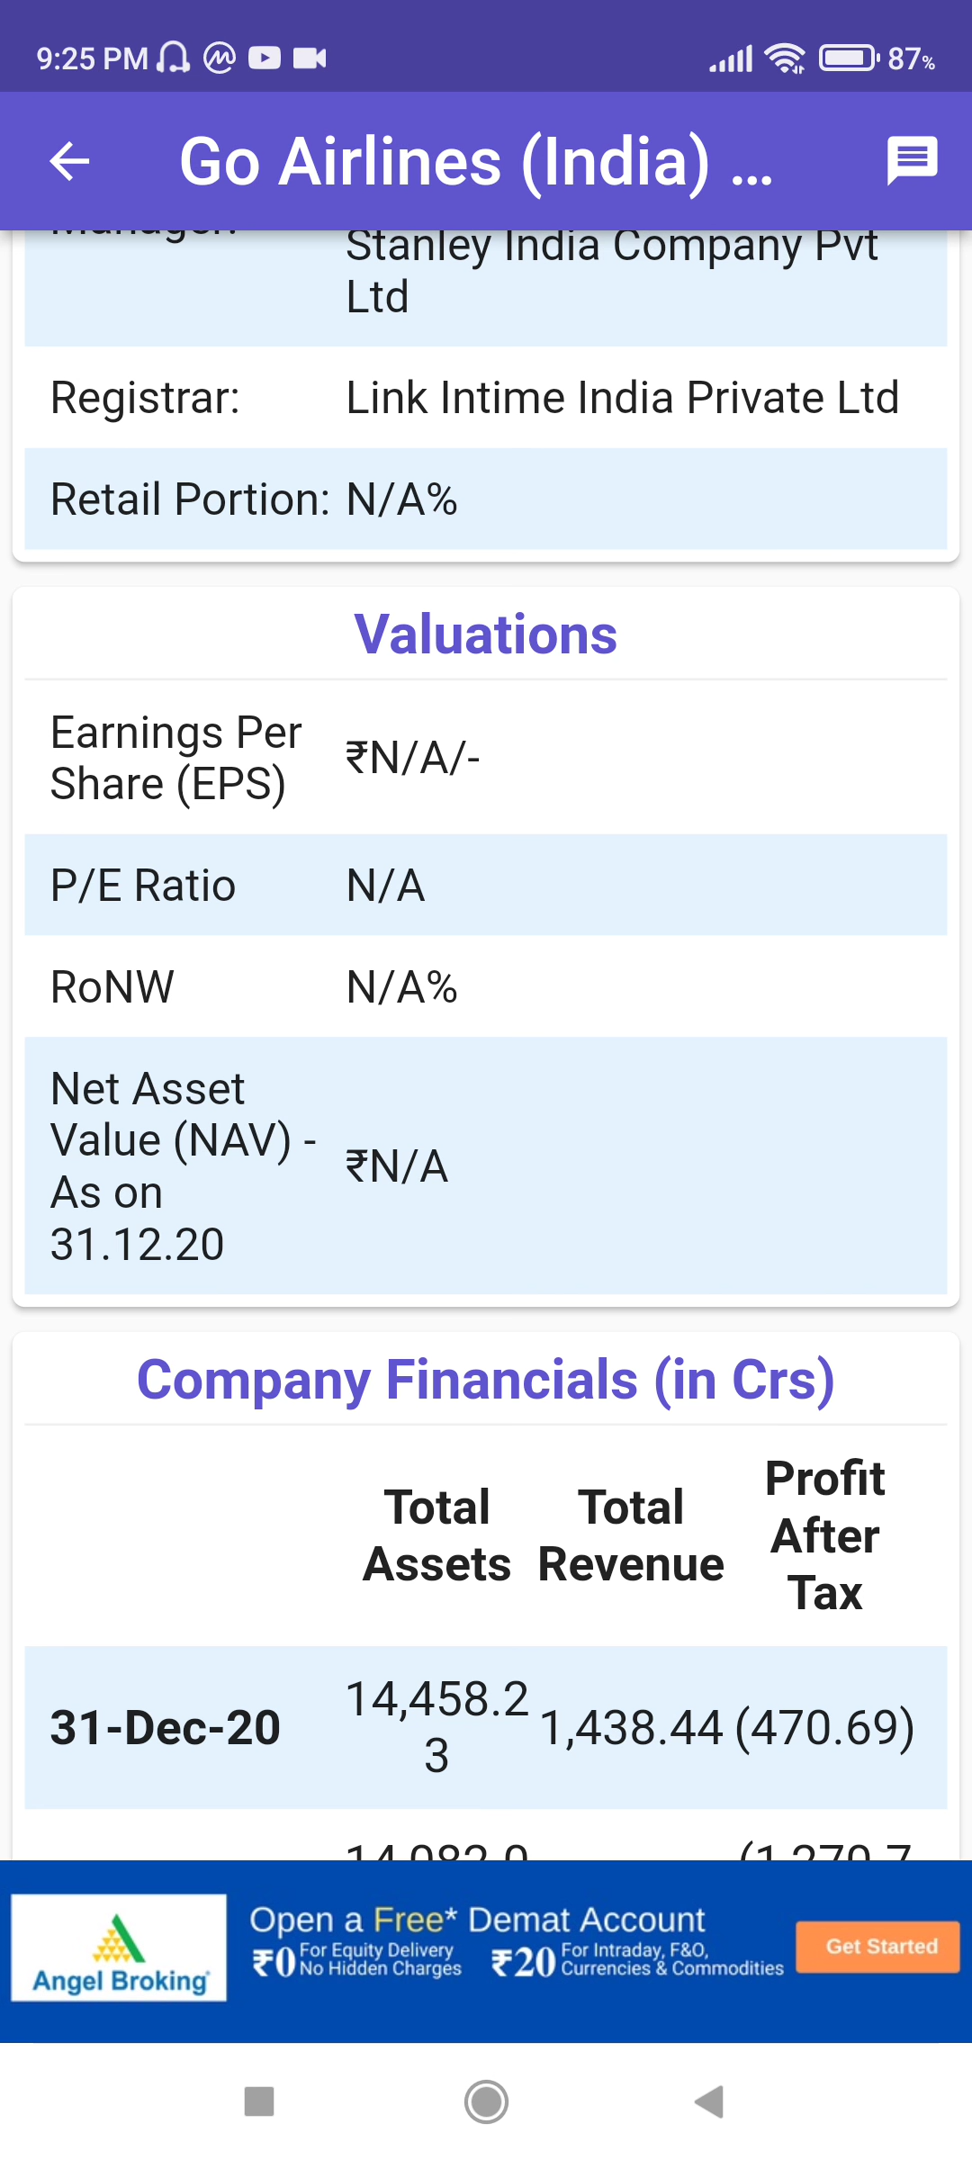 9:25 PM
87%
Go Airlines (India) ...
Manager:
Stanley India Company Pvt
Ltd
Registrar: Link Intime India Private Ltd
Retail Portion: N/A%
Valuations
Earnings Per
Share (EPS)
₹N/A/-
P/E Ratio N/A
RoNW N/A%
Net Asset
Value (NAV) -
As on
31.12.20
₹N/A
Company Financials (in Crs)
Total
Assets
Total
Revenue
Profit
After
Tax
31-Dec-20
14,458.2
3
1,438.44
(470.69)
Angel Broking
Open a Free* Demat Account
₹0 For Equity Delivery
No Hidden Charges
₹20 For Intraday, F&O,
Currencies & Commodities
Get Started